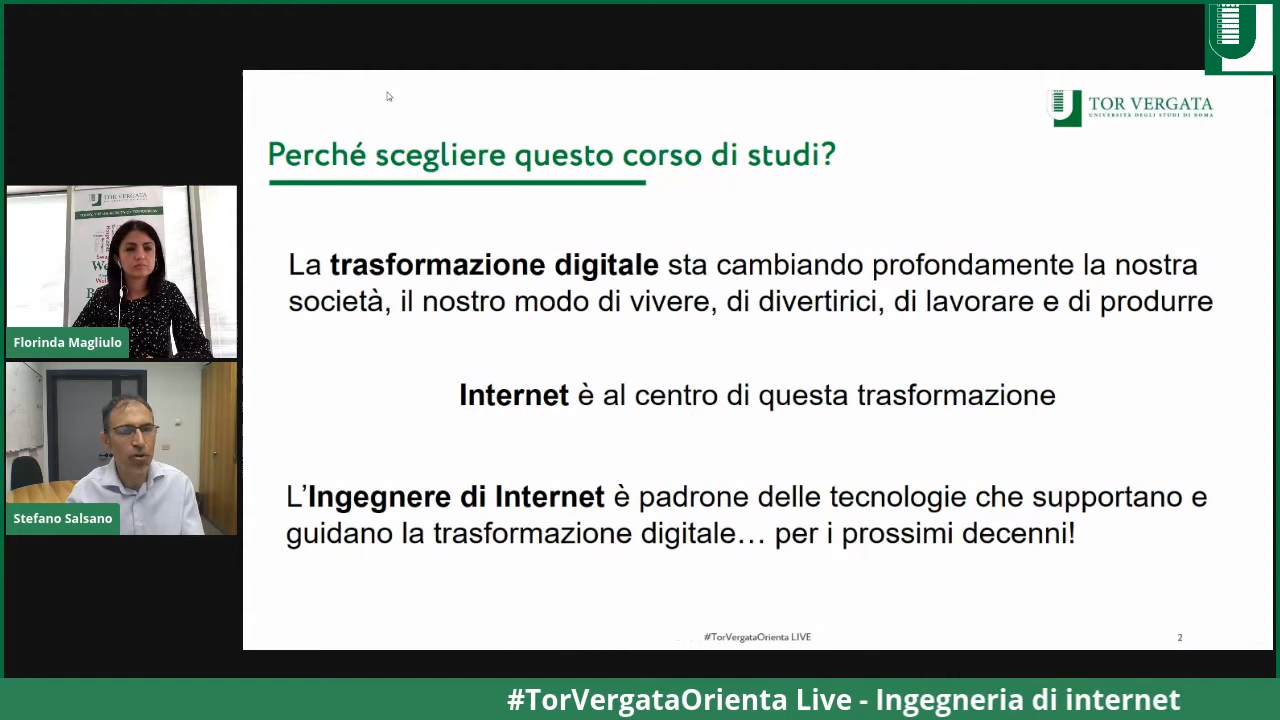 TOR VERGATA
UNIVERSITÀ DEGLI STUDI DI ROMA
Perché scegliere questo corso di studi?
La trasformazione digitale sta cambiando profondamente la nostra
società, il nostro modo di vivere, di divertirici, di lavorare e di produrre
Internet è al centro di questa trasformazione
L’Ingegnere di Internet è padrone delle tecnologie che supportano e
guidano la trasformazione digitale… per i prossimi decenni!
#TorVergataOrienta LIVE
2
TOR VERGATA
Florinda Magliulo
Stefano Salsano
#TorVergataOrienta Live - Ingegneria di internet